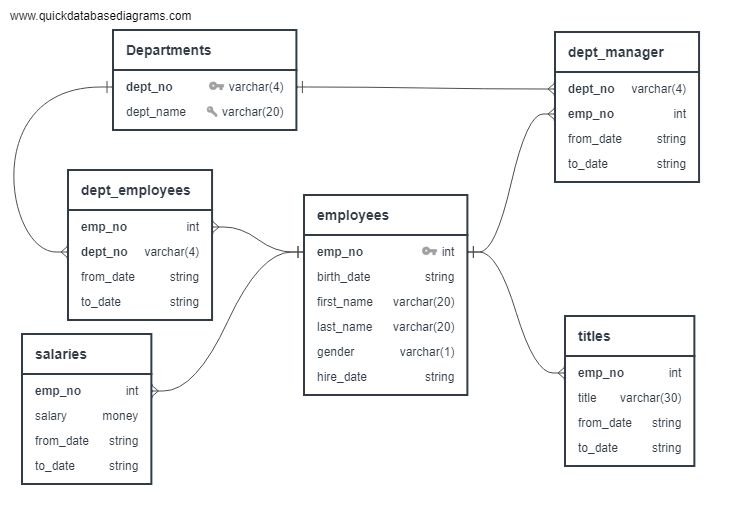 www.quickdatabasediagrams.com
Departments
dept_no varchar(4)
dept_name varchar(20)
dept_manager
dept_no varchar(4)
emp_no int
from_date string
to_date string
dept_employees
emp_no int
dept_no varchar(4)
from_date string
to_date string
employees
emp_no int
birth_date string
first_name varchar(20)
last_name varchar(20)
gender varchar(1)
hire_date string
salaries
emp_no int
salary money
from_date string
to_date string
titles
emp_no int
title varchar(30)
from_date string
to_date string